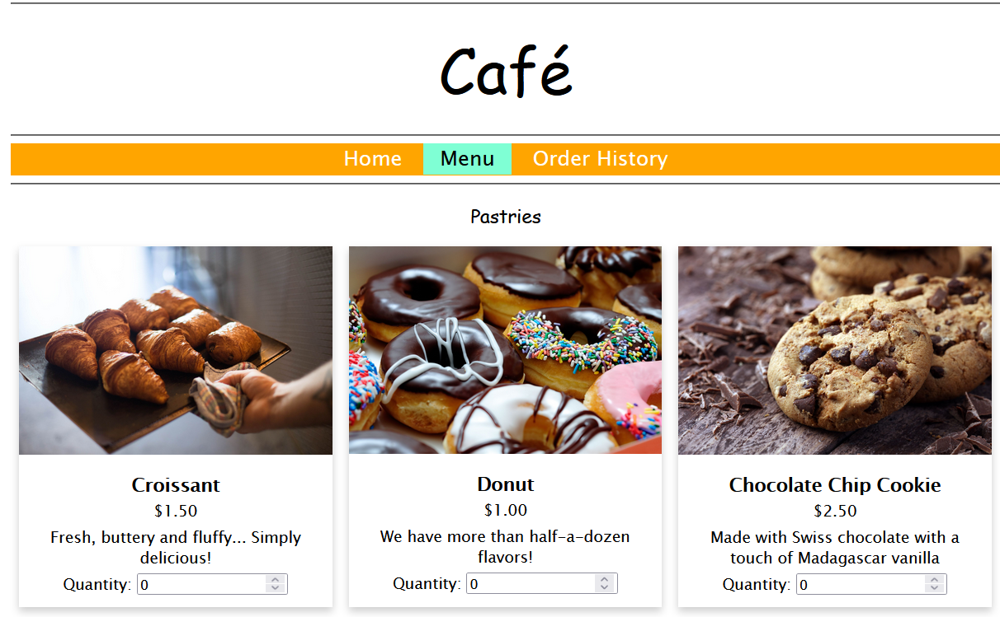 Café
Home Menu Order History
Pastries
Croissant
$1.50
Fresh, buttery and fluffy... Simply
delicious!
Quantity: 0
Donut
$1.00
We have more than half-a-dozen
flavors!
Quantity: 0
Chocolate Chip Cookie
$2.50
Made with Swiss chocolate with a
touch of Madagascar vanilla
Quantity: 0